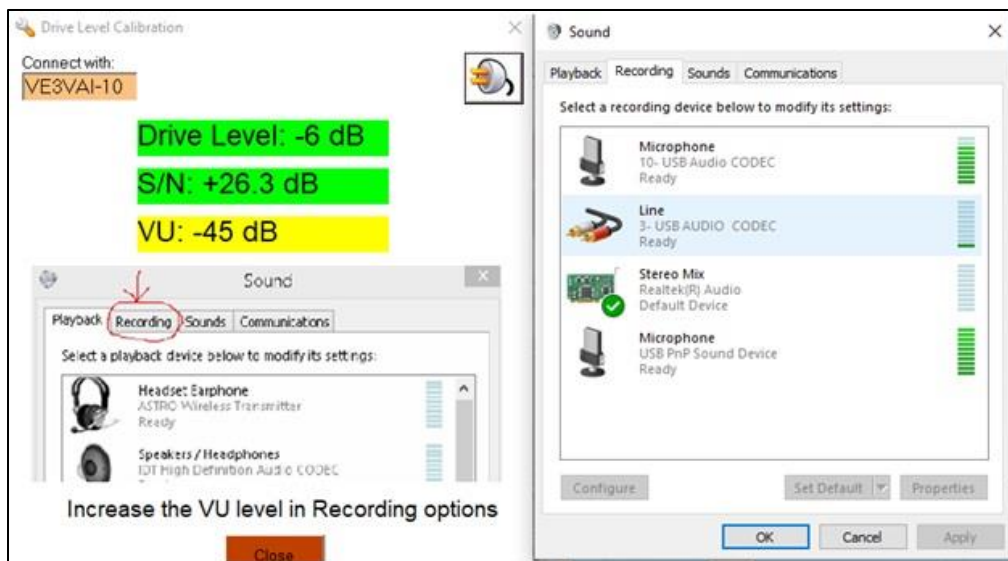 Drive Level Calibration
Connect with:
VE3VAI-10
Drive Level: -6 dB
S/N: +26.3 dB
VU: -45 dB
Sound
Playback Recording Sounds Communications
Select a playback device below to modify its settings:
Headset Earphone
ASTRO Wireless Transmitter
Ready
Speakers / Headphones
IDT High Definition Audio CODEC
Increase the VU level in Recording options
Close
Sound
Playback Recording Sounds Communications
Select a recording device below to modify its settings:
Microphone
10- USB Audio CODEC
Ready
Line
3- USB AUDIO CODEC
Ready
Stereo Mix
Realtek(R) Audio
Default Device
Microphone
USB PnP Sound Device
Ready
Configure Set Default Properties
OK Cancel Apply